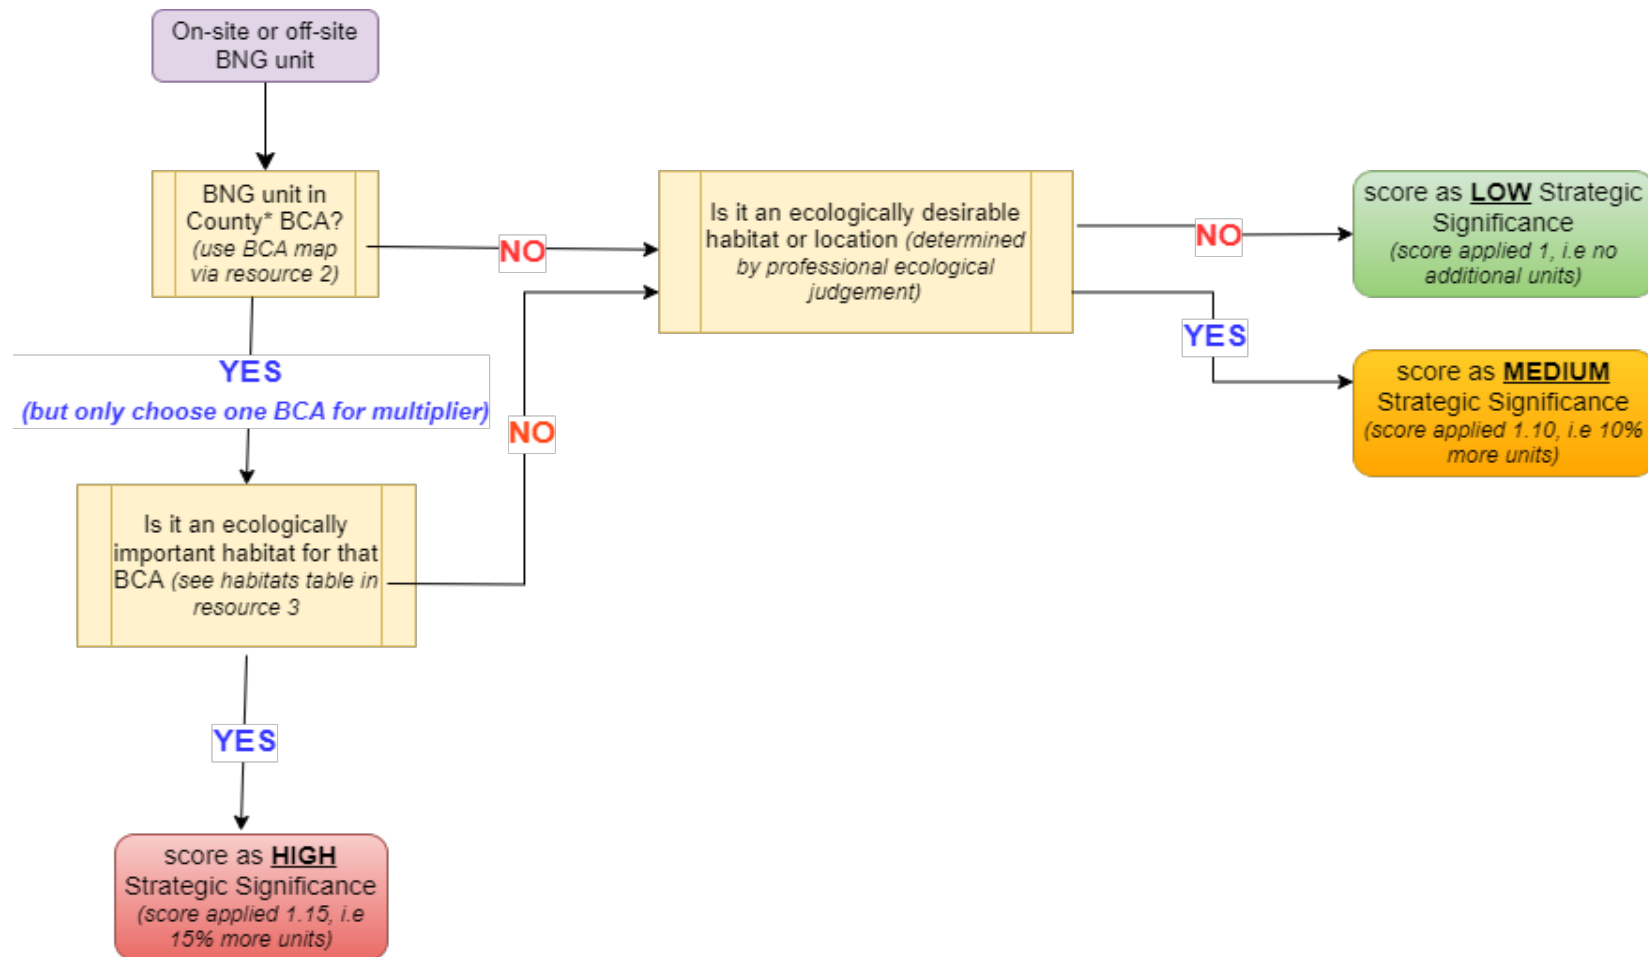 On-site or off-site
BNG unit
BNG unit in
County* BCA?
(use BCA map
via resource 2)
NO
Is it an ecologically desirable
habitat or location (determined
by professional ecological
judgement)
NO
score as LOW Strategic
Significance
(score applied 1, i.e no
additional units)
YES
score as MEDIUM
Strategic Significance
(score applied 1.10, i.e 10%
more units)
YES
(but only choose one BCA for multiplier)
NO
Is it an ecologically
important habitat for that
BCA (see habitats table in
resource 3
YES
score as HIGH
Strategic Significance
(score applied 1.15, i.e
15% more units)